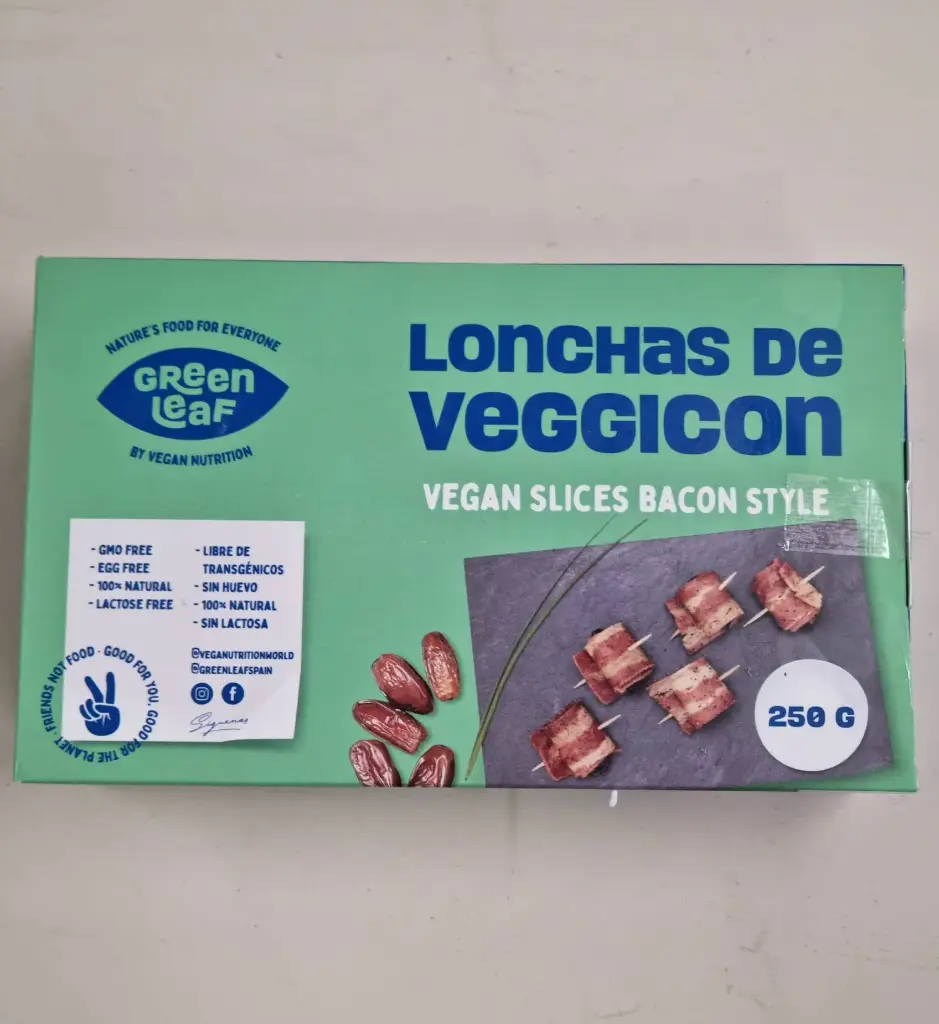 NATURE'S FOOD FOR EVERYONE
GREEN
LEAF
BY VEGAN NUTRITION
LONCHAS DE
VEGGICON
VEGAN SLICES BACON STYLE
- GMO FREE
- EGG FREE
- 100% NATURAL
- LACTOSE FREE
- LIBRE DE
TRANSGÉNICOS
- SIN HUEVO
- 100% NATURAL
- SIN LACTOSA
@VEGANUTRITIONWORLD
@GREENLEAFSPAIN
Síguenos
FRIENDS NOT FOOD · GOOD FOR YOU, GOOD FOR THE PLANET.
250 G